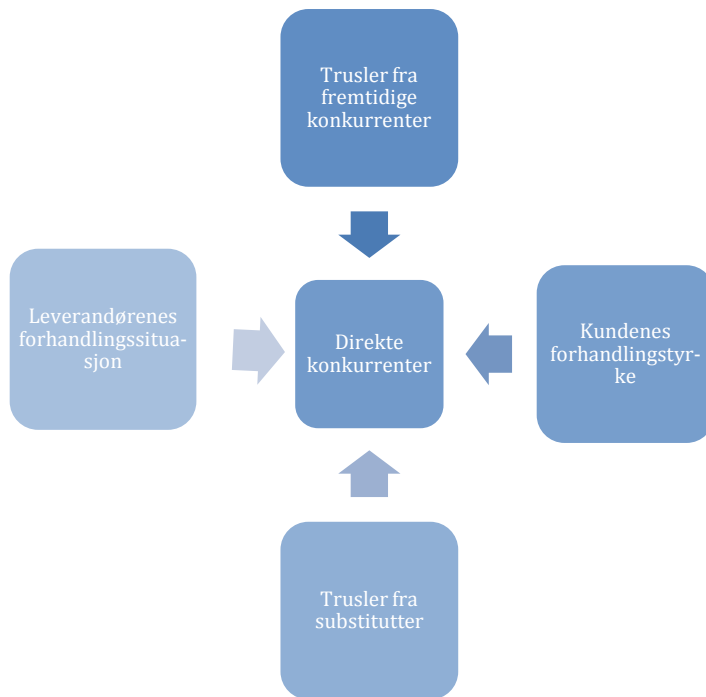 Trusler fra
fremtidige
konkurrenter
Leverandørenes
forhandlingssitua-
sjon
Direkte
konkurrenter
Kundenes
forhandlingstyr-
ke
Trusler fra
substitutter